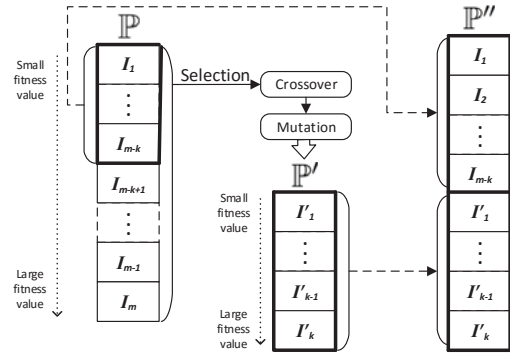 ℙ
Small
fitness
value
I1
⋮
Im-k
Im-k+1
⋮
Im-1
Im
Large
fitness value
Selection
Crossover
Mutation
ℙ′
Small
fitness
value
I'1
⋮
I'k-1
I'k
Large
fitness value
ℙ″
I1
I2
⋮
Im-k
I'1
⋮
I'k-1
I'k